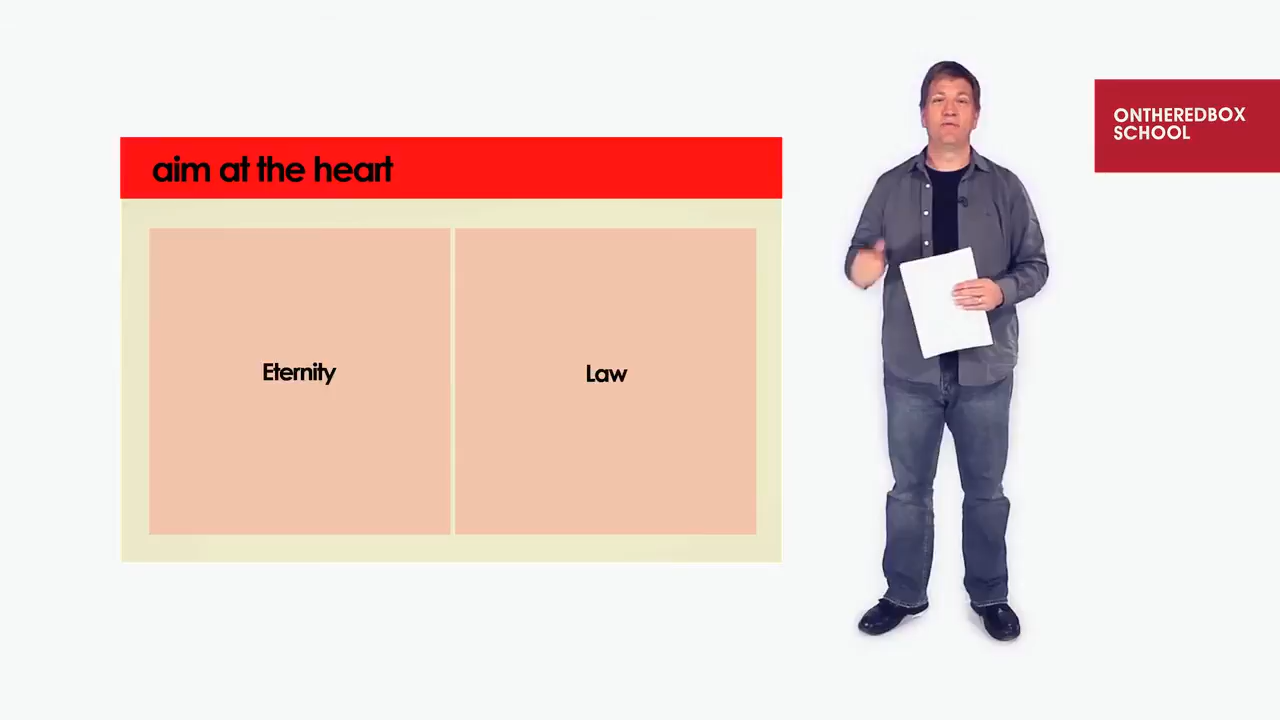 aim at the heart
Eternity
Law
ONTHEREDBOX
SCHOOL